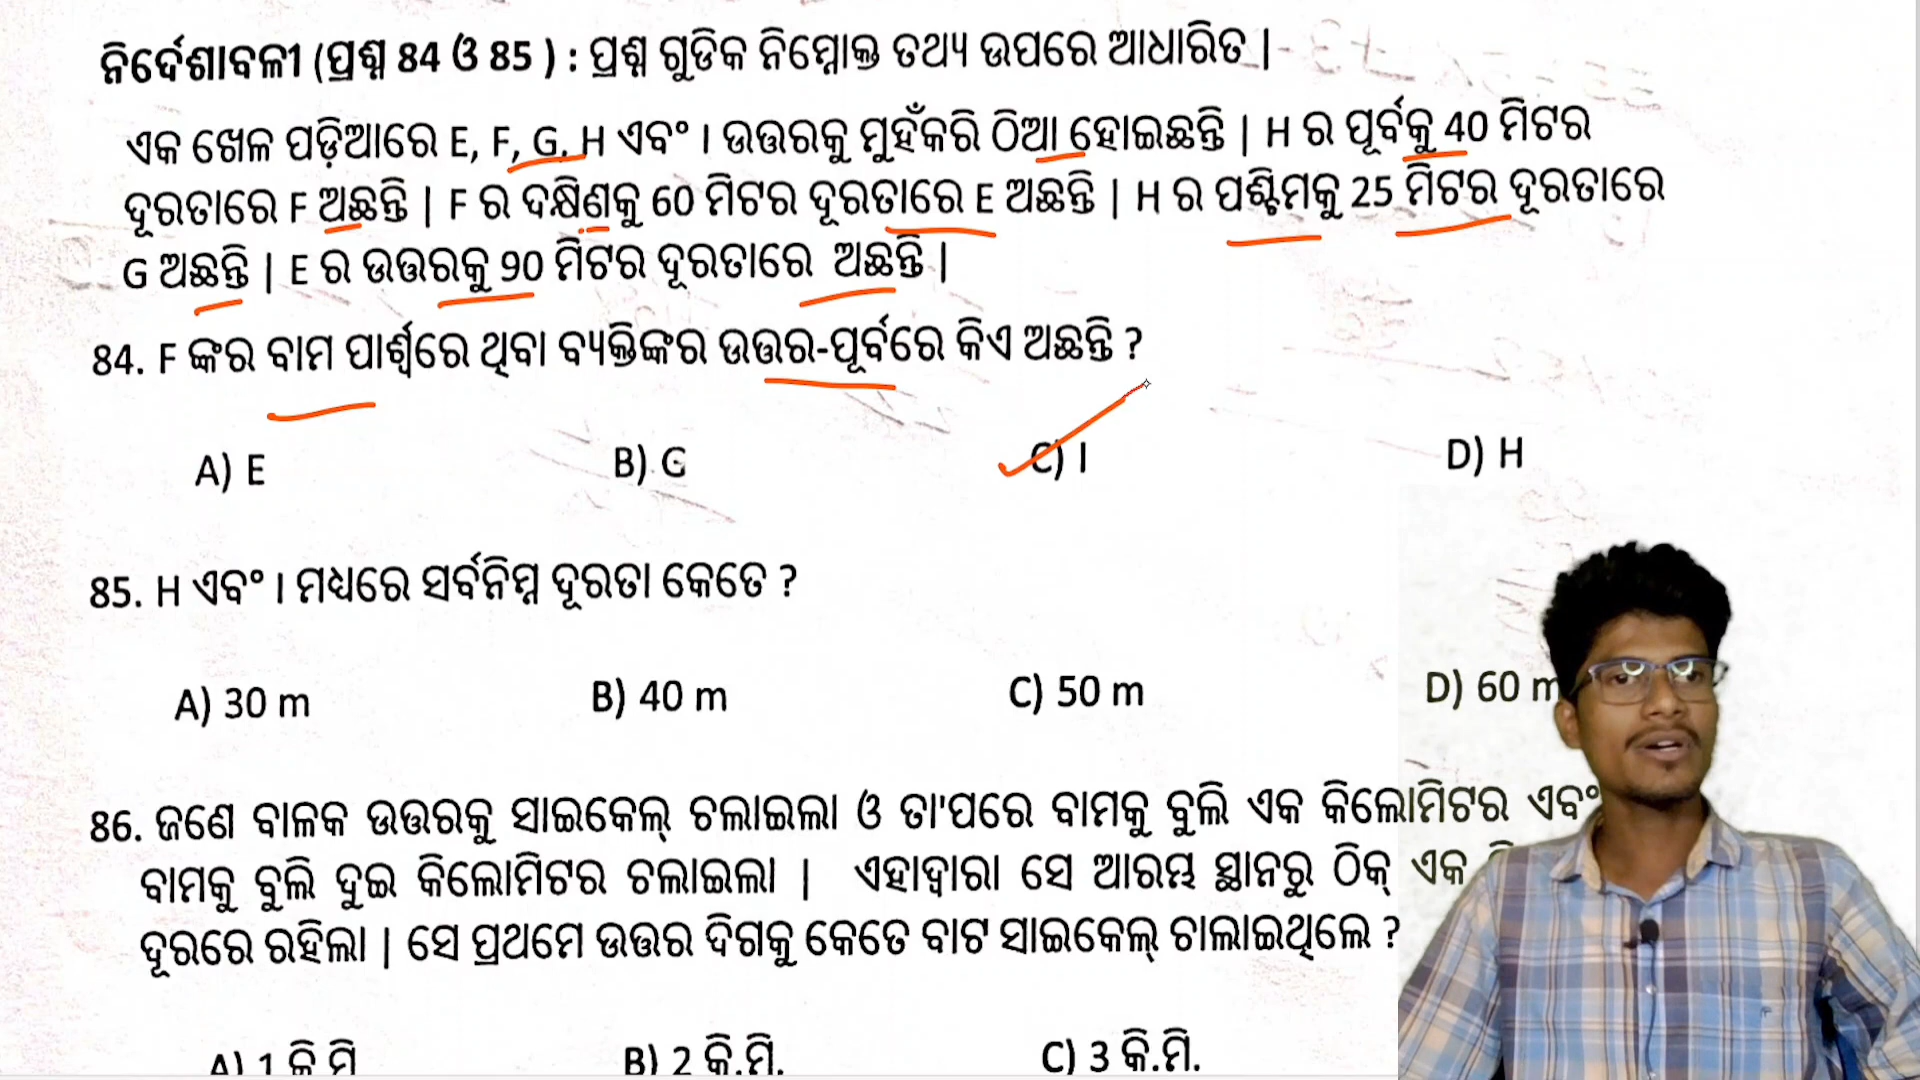 ନିର୍ଦେଶାବଳୀ (ପ୍ରଶ୍ନ 84 ଓ 85 ) : ପ୍ରଶ୍ନ ଗୁଡିକ ନିମ୍ନୋକ୍ତ ତଥ୍ୟ ଉପରେ ଆଧାରିତ |
ଏକ ଖେଳ ପଡ଼ିଆରେ E, F, G, H ଏବଂ I ଉତ୍ତରକୁ ମୁହଁକରି ଠିଆ ହୋଇଛନ୍ତି | H ର ପୂର୍ବକୁ 40 ମିଟର
ଦୂରତାରେ F ଅଛନ୍ତି | F ର ଦକ୍ଷିଣକୁ 60 ମିଟର ଦୂରତାରେ E ଅଛନ୍ତି | H ର ପଶ୍ଚିମକୁ 25 ମିଟର ଦୂରତାରେ
G ଅଛନ୍ତି | E ର ଉତ୍ତରକୁ 90 ମିଟର ଦୂରତାରେ ଅଛନ୍ତି |
84. F ଙ୍କର ବାମ ପାର୍ଶ୍ୱରେ ଥିବା ବ୍ୟକ୍ତିଙ୍କର ଉତ୍ତର-ପୂର୍ବରେ କିଏ ଅଛନ୍ତି ?
A) E B) G C) I D) H
85. H ଏବଂ I ମଧ୍ୟରେ ସର୍ବନିମ୍ନ ଦୂରତା କେତେ ?
A) 30 m B) 40 m C) 50 m D) 60 m
86. ଜଣେ ବାଳକ ଉତ୍ତରକୁ ସାଇକେଲ୍ ଚଲାଇଲା ଓ ତା'ପରେ ବାମକୁ ବୁଲି ଏକ କିଲୋମିଟର ଏବଂ
ବାମକୁ ବୁଲି ଦୁଇ କିଲୋମିଟର ଚଲାଇଲା | ଏହାଦ୍ୱାରା ସେ ଆରମ୍ଭ ସ୍ଥାନରୁ ଠିକ୍ ଏକ
ଦୂରରେ ରହିଲା | ସେ ପ୍ରଥମେ ଉତ୍ତର ଦିଗକୁ କେତେ ବାଟ ସାଇକେଲ୍ ଚାଲାଇଥିଲେ ?
A) 1 କି.ମି B) 2 କି.ମି. C) 3 କି.ମି.